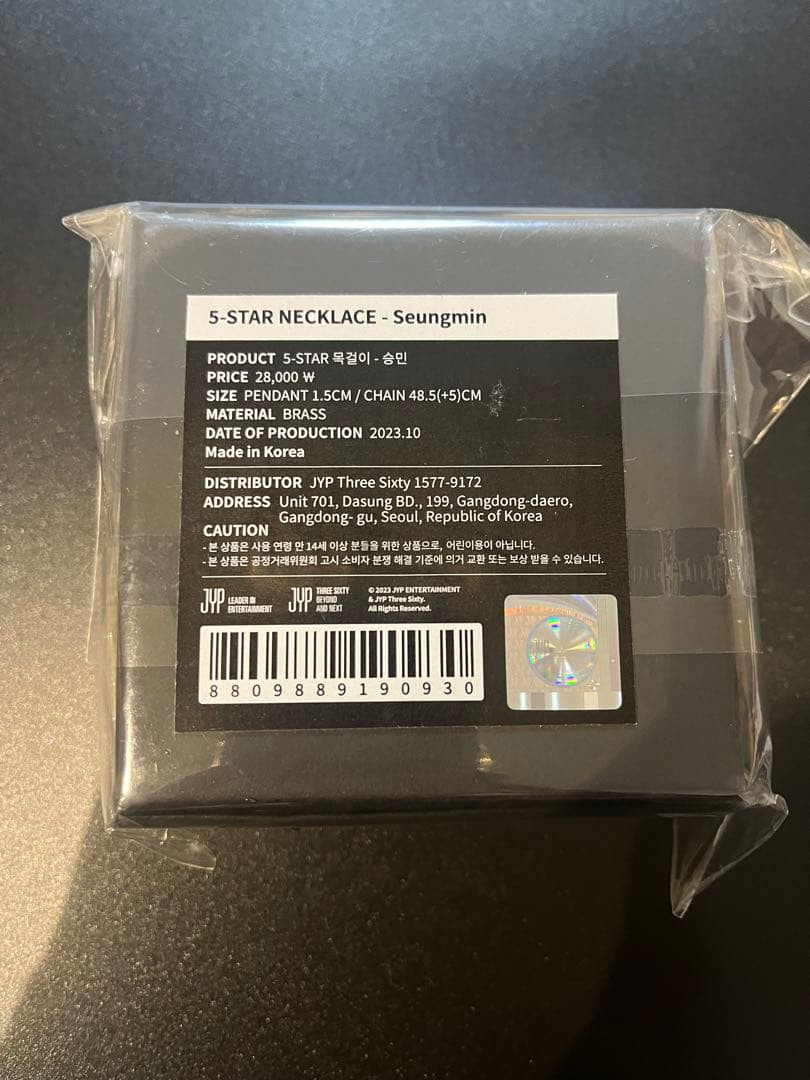 5-STAR NECKLACE - Seungmin
PRODUCT 5-STAR 목걸이 - 승민
PRICE 28,000 ₩
SIZE PENDANT 1.5CM / CHAIN 48.5(+5)CM
MATERIAL BRASS
DATE OF PRODUCTION 2023.10
Made in Korea
DISTRIBUTOR JYP Three Sixty 1577-9172
ADDRESS Unit 701, Dasung BD., 199, Gangdong-daero,
Gangdong- gu, Seoul, Republic of Korea
CAUTION
- 본 상품은 사용 연령 만 14세 이상 분들을 위한 상품으로, 어린이용이 아닙니다.
- 본 상품은 공정거래위원회 고시 소비자 분쟁 해결 기준에 의거 교환 또는 보상 받을 수 있습니다.
JYP LEADER IN
ENTERTAINMENT
JYP THREE SIXTY
BEYOND
AND NEXT
© 2023 JYP ENTERTAINMENT
& JYP Three Sixty.
All Rights Reserved.
8809889190930